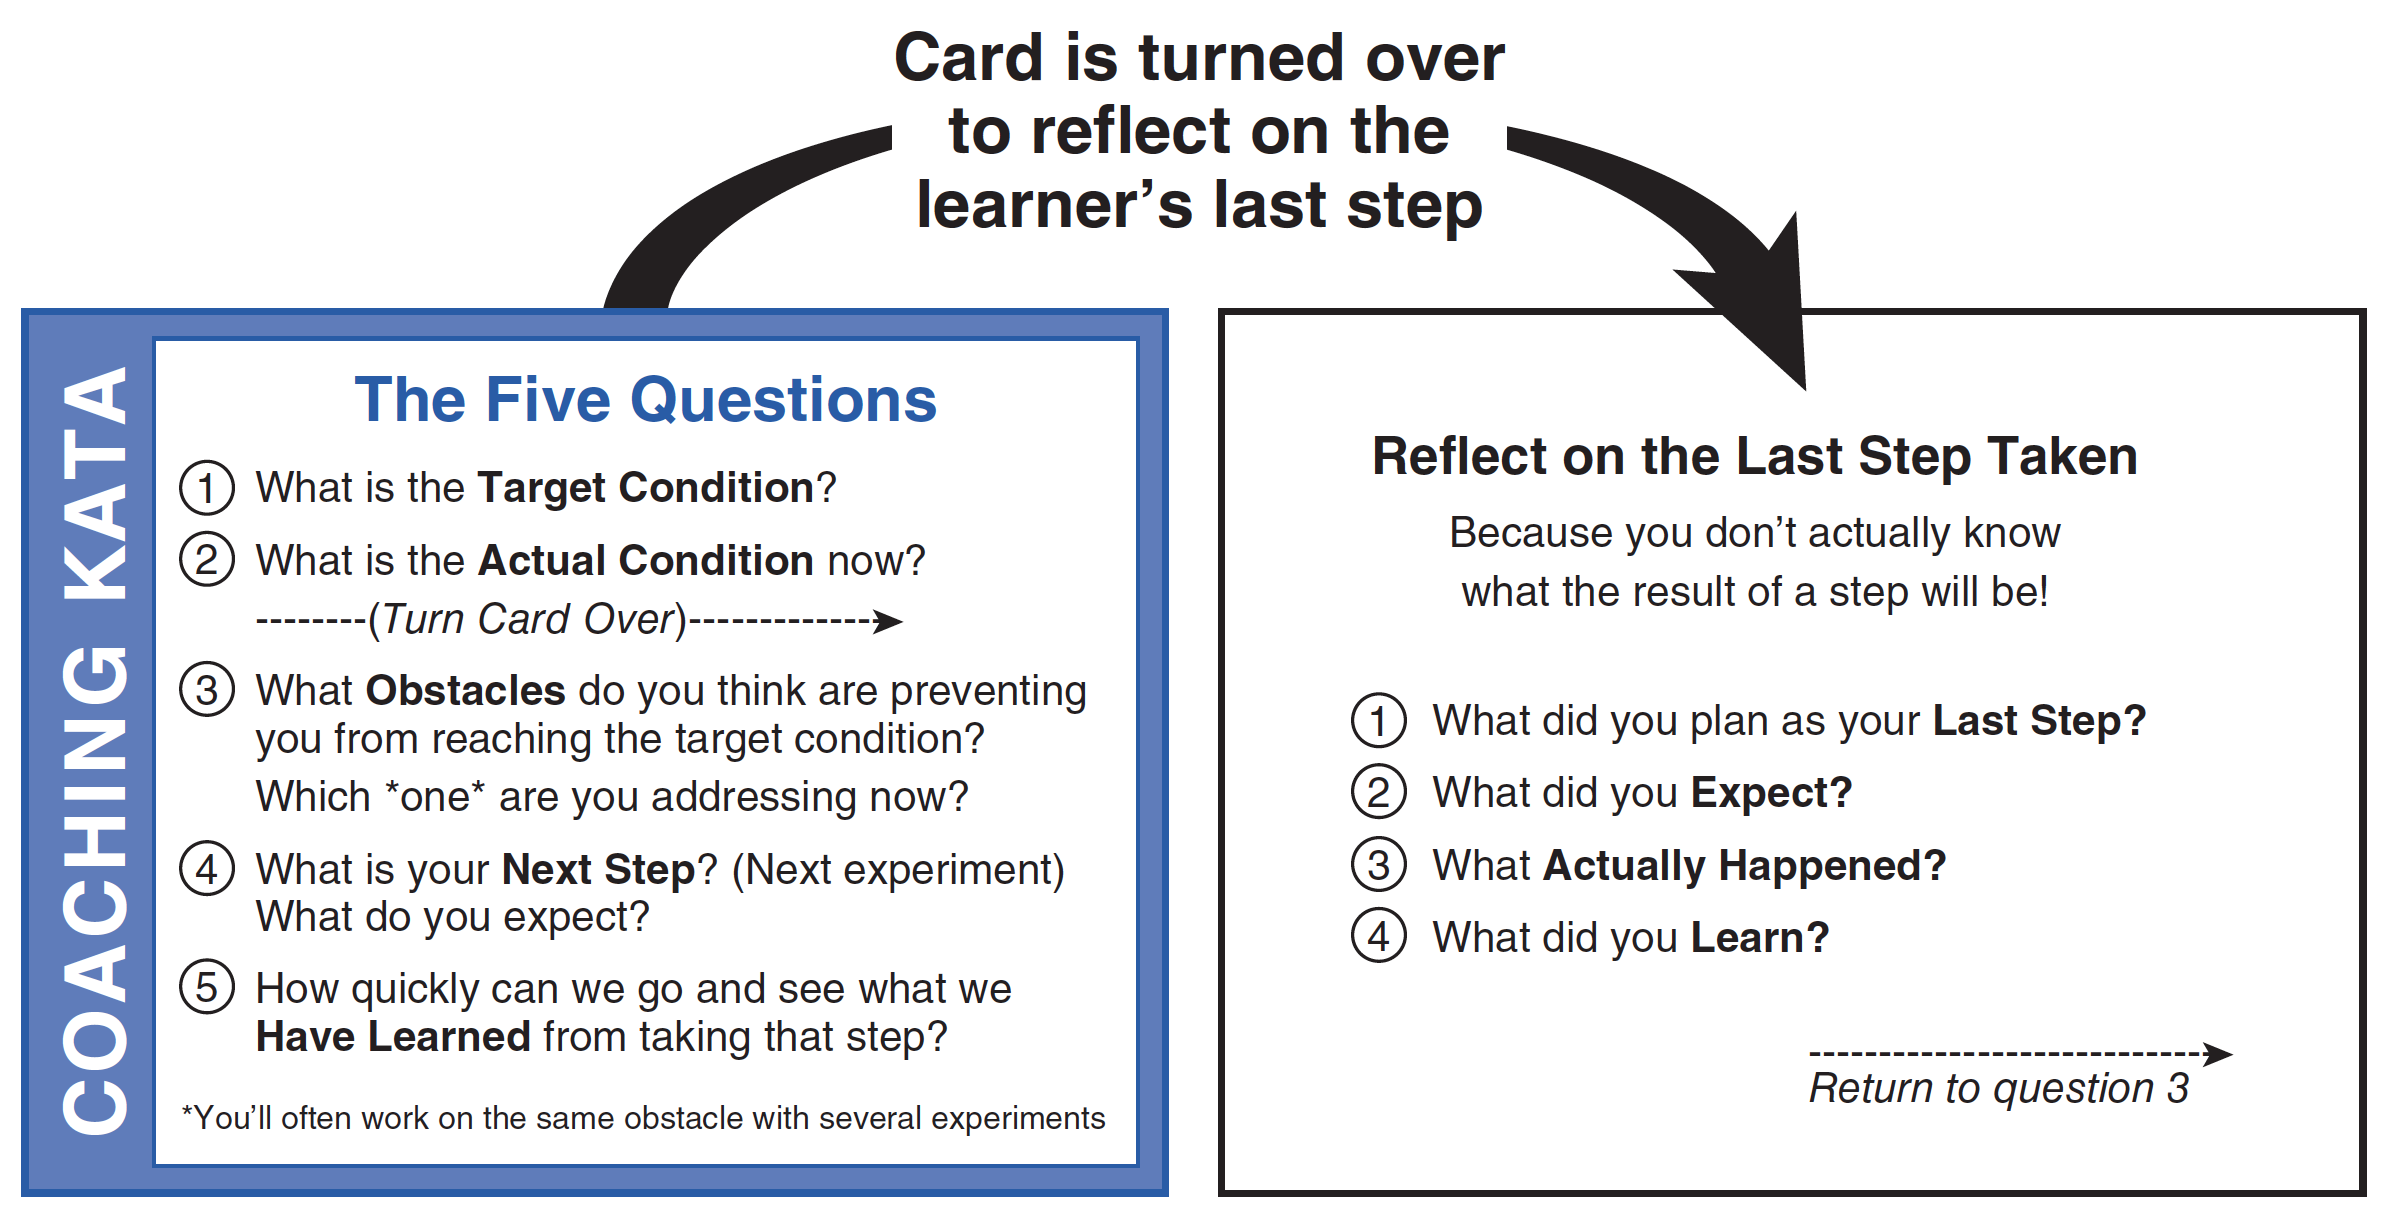 Card is turned over
to reflect on the
learner’s last step
COACHING KATA
The Five Questions
1 What is the Target Condition?
2 What is the Actual Condition now?
--------(Turn Card Over)-------------➤
3 What Obstacles do you think are preventing
you from reaching the target condition?
Which *one* are you addressing now?
4 What is your Next Step? (Next experiment)
What do you expect?
5 How quickly can we go and see what we
Have Learned from taking that step?
*You’ll often work on the same obstacle with several experiments
Reflect on the Last Step Taken
Because you don’t actually know
what the result of a step will be!
1 What did you plan as your Last Step?
2 What did you Expect?
3 What Actually Happened?
4 What did you Learn?
----------------------------➤
Return to question 3